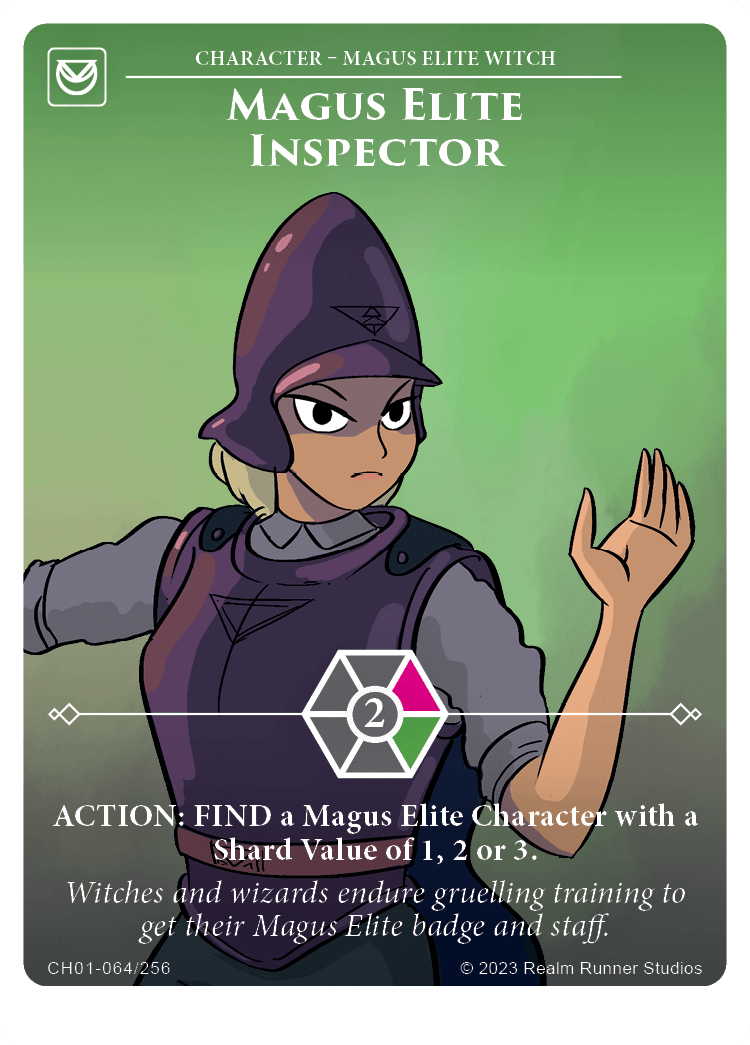 CHARACTER – MAGUS ELITE WITCH
MAGUS ELITE
INSPECTOR
2
ACTION: FIND a Magus Elite Character with a
Shard Value of 1, 2 or 3.
Witches and wizards endure gruelling training to
get their Magus Elite badge and staff.
CH01-064/256
© 2023 Realm Runner Studios